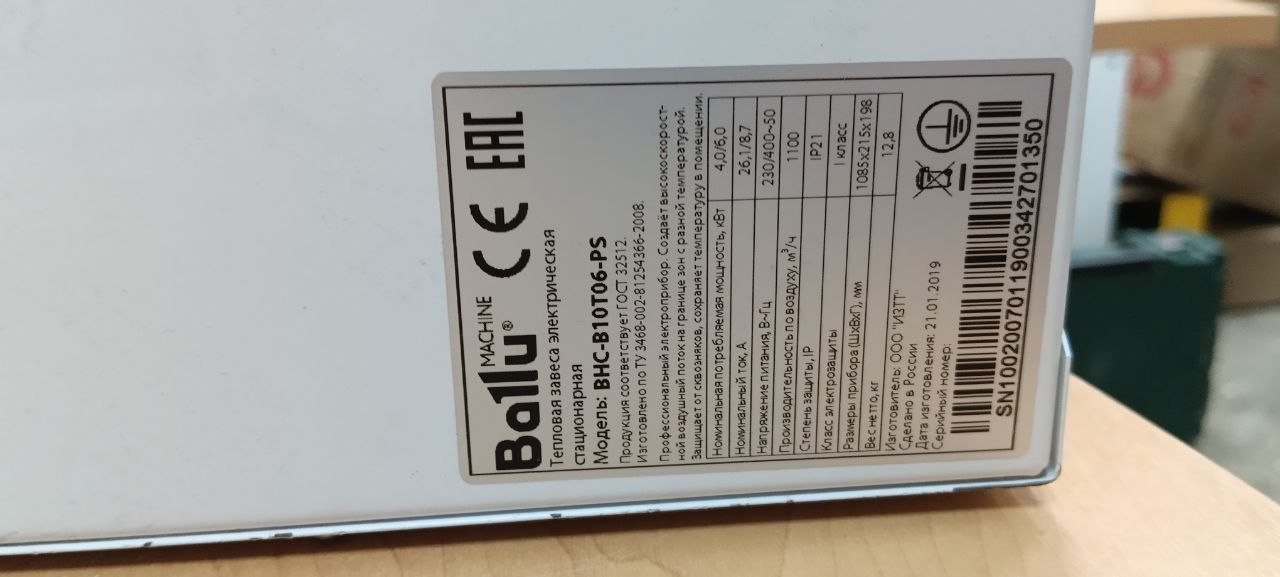 MACHINE
Ballu®
CE EAC
Тепловая завеса электрическая
стационарная
Модель: BHC-B10T06-PS
Продукция соответствует ГОСТ 32512.
Изготовлено по ТУ 3468-002-81254366-2008.
Профессиональный электроприбор. Создаёт высокоскорост-
ной воздушный поток на границе зон с разной температурой.
Защищает от сквозняков, сохраняет температуру в помещении.
Номинальная потребляемая мощность, кВт 4,0/6,0
Номинальный ток, А 26,1/8,7
Напряжение питания, В~Гц 230/400~50
Производительность по воздуху, м³/ч 1100
Степень защиты, IP IP21
Класс электрозащиты I класс
Размеры прибора (ШхВхГ), мм 1085x215x198
Вес нетто, кг 12,8
Изготовитель: ООО "ИЗТТ"
Сделано в России
Дата изготовления: 21.01.2019
Серийный номер:
SN1002007011900342701350